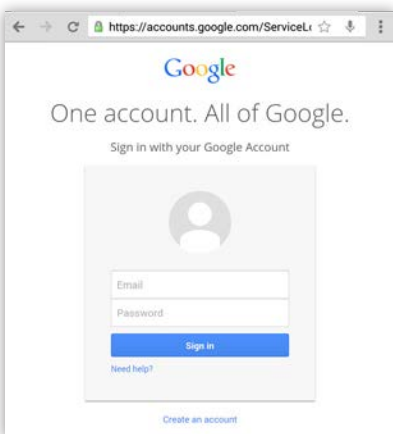 https://accounts.google.com/ServiceL
Google
One account. All of Google.
Sign in with your Google Account
Email
Password
Sign in
Need help?
Create an account